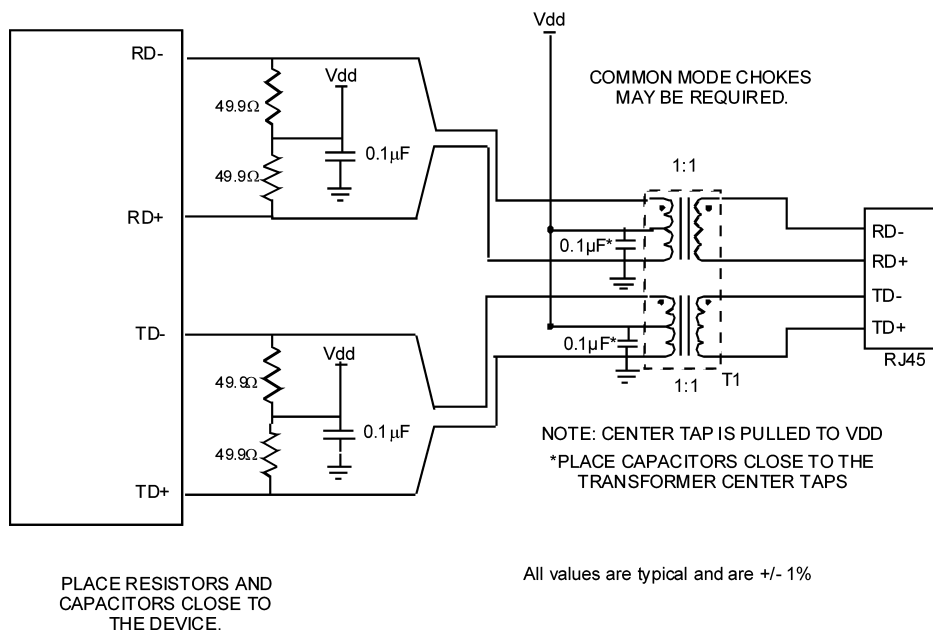 Vdd
RD-
Vdd
COMMON MODE CHOKES
MAY BE REQUIRED.
49.9Ω
0.1µF
49.9Ω
1:1
RD+
0.1µF*
RD-
RD+
TD-
TD+
RJ45
TD-
Vdd
0.1µF*
49.9Ω
1:1
T1
0.1µF
49.9Ω
NOTE: CENTER TAP IS PULLED TO VDD
*PLACE CAPACITORS CLOSE TO THE
TRANSFORMER CENTER TAPS
TD+
All values are typical and are +/- 1%
PLACE RESISTORS AND
CAPACITORS CLOSE TO
THE DEVICE.